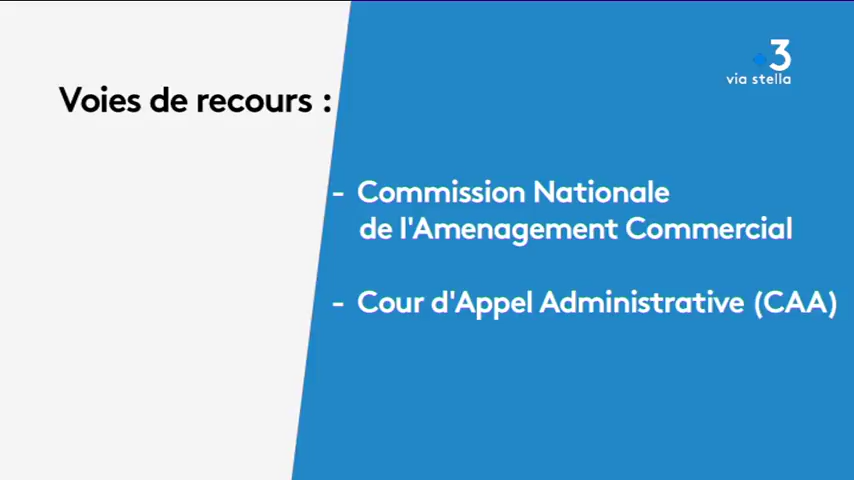 3
via stella
Voies de recours :
- Commission Nationale
de l'Amenagement Commercial
- Cour d'Appel Administrative (CAA)